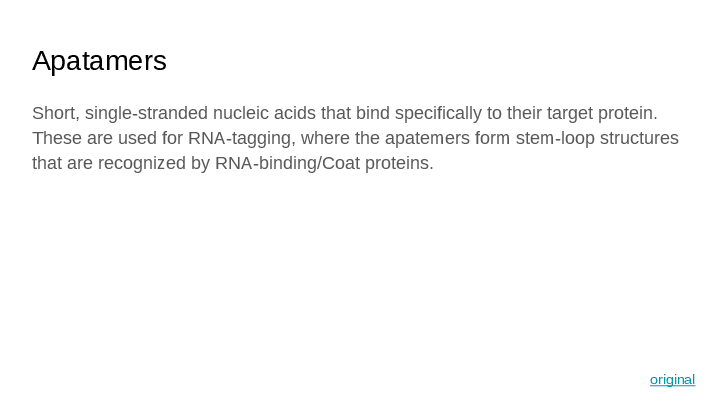 Apatamers
Short, single-stranded nucleic acids that bind specifically to their target protein.
These are used for RNA-tagging, where the apatemers form stem-loop structures
that are recognized by RNA-binding/Coat proteins.
original